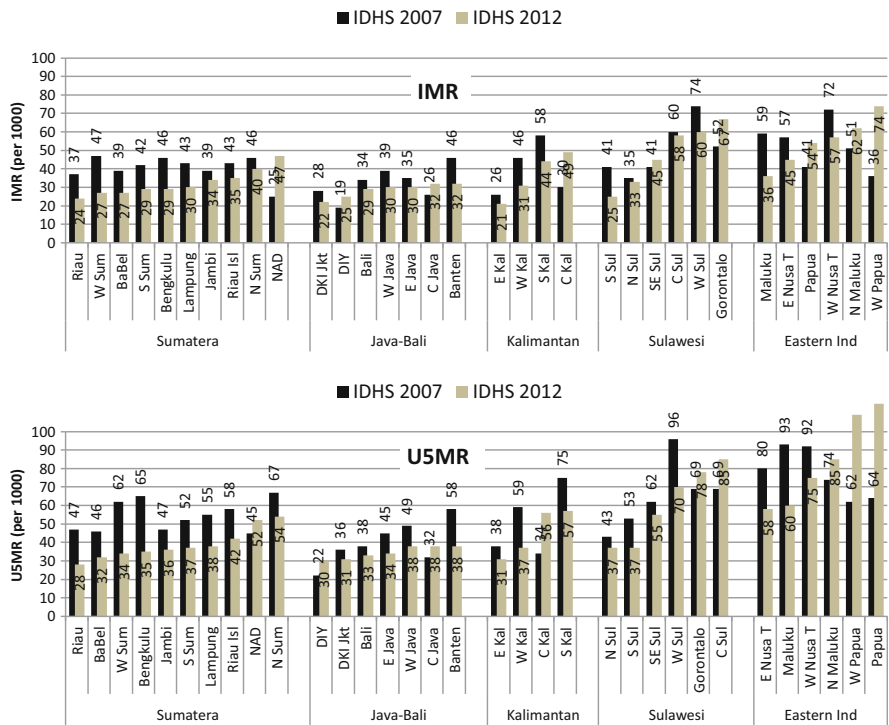 IDHS 2007 IDHS 2012
IMR
IMR (per 1000)
100
90
80
70
60
50
40
30
20
10
0
37 47 39 42 46 43 39 43 46 25
24 27 27 29 29 30 34 35 40 47
28 19 34 39 35 26 46
22 25 29 30 30 32 32
26 46 58 30
21 31 44 49
41 35 41 60 74 52
25 33 45 58 60 67
59 57 41 72 51 36
36 45 54 57 62 74
Riau W Sum BaBel S Sum Bengkulu Lampung Jambi Riau Isl N Sum NAD
DKI Jkt DIY Bali W Java E Java C Java Banten
E Kal W Kal S Kal C Kal
S Sul N Sul SE Sul C Sul W Sul Gorontalo
Maluku E Nusa T Papua W Nusa T N Maluku W Papua
Sumatera Java-Bali Kalimantan Sulawesi Eastern Ind
IDHS 2007 IDHS 2012
U5MR
U5MR (per 1000)
100
90
80
70
60
50
40
30
20
10
0
47 46 62 65 47 52 55 58 45 67
28 32 34 35 36 37 38 42 52 54
22 36 38 45 49 32 58
30 31 33 34 38 38 38
38 59 34 75
31 37 56 57
43 53 62 96 69 69
37 37 55 70 78 85
80 93 92 74 62 64
58 60 75 85
Riau BaBel W Sum Bengkulu Jambi S Sum Lampung Riau Isl NAD N Sum
DIY DKI Jkt Bali E Java W Java C Java Banten
E Kal W Kal C Kal S Kal
N Sul S Sul SE Sul W Sul Gorontalo C Sul
E Nusa T Maluku W Nusa T N Maluku W Papua Papua
Sumatera Java-Bali Kalimantan Sulawesi Eastern Ind